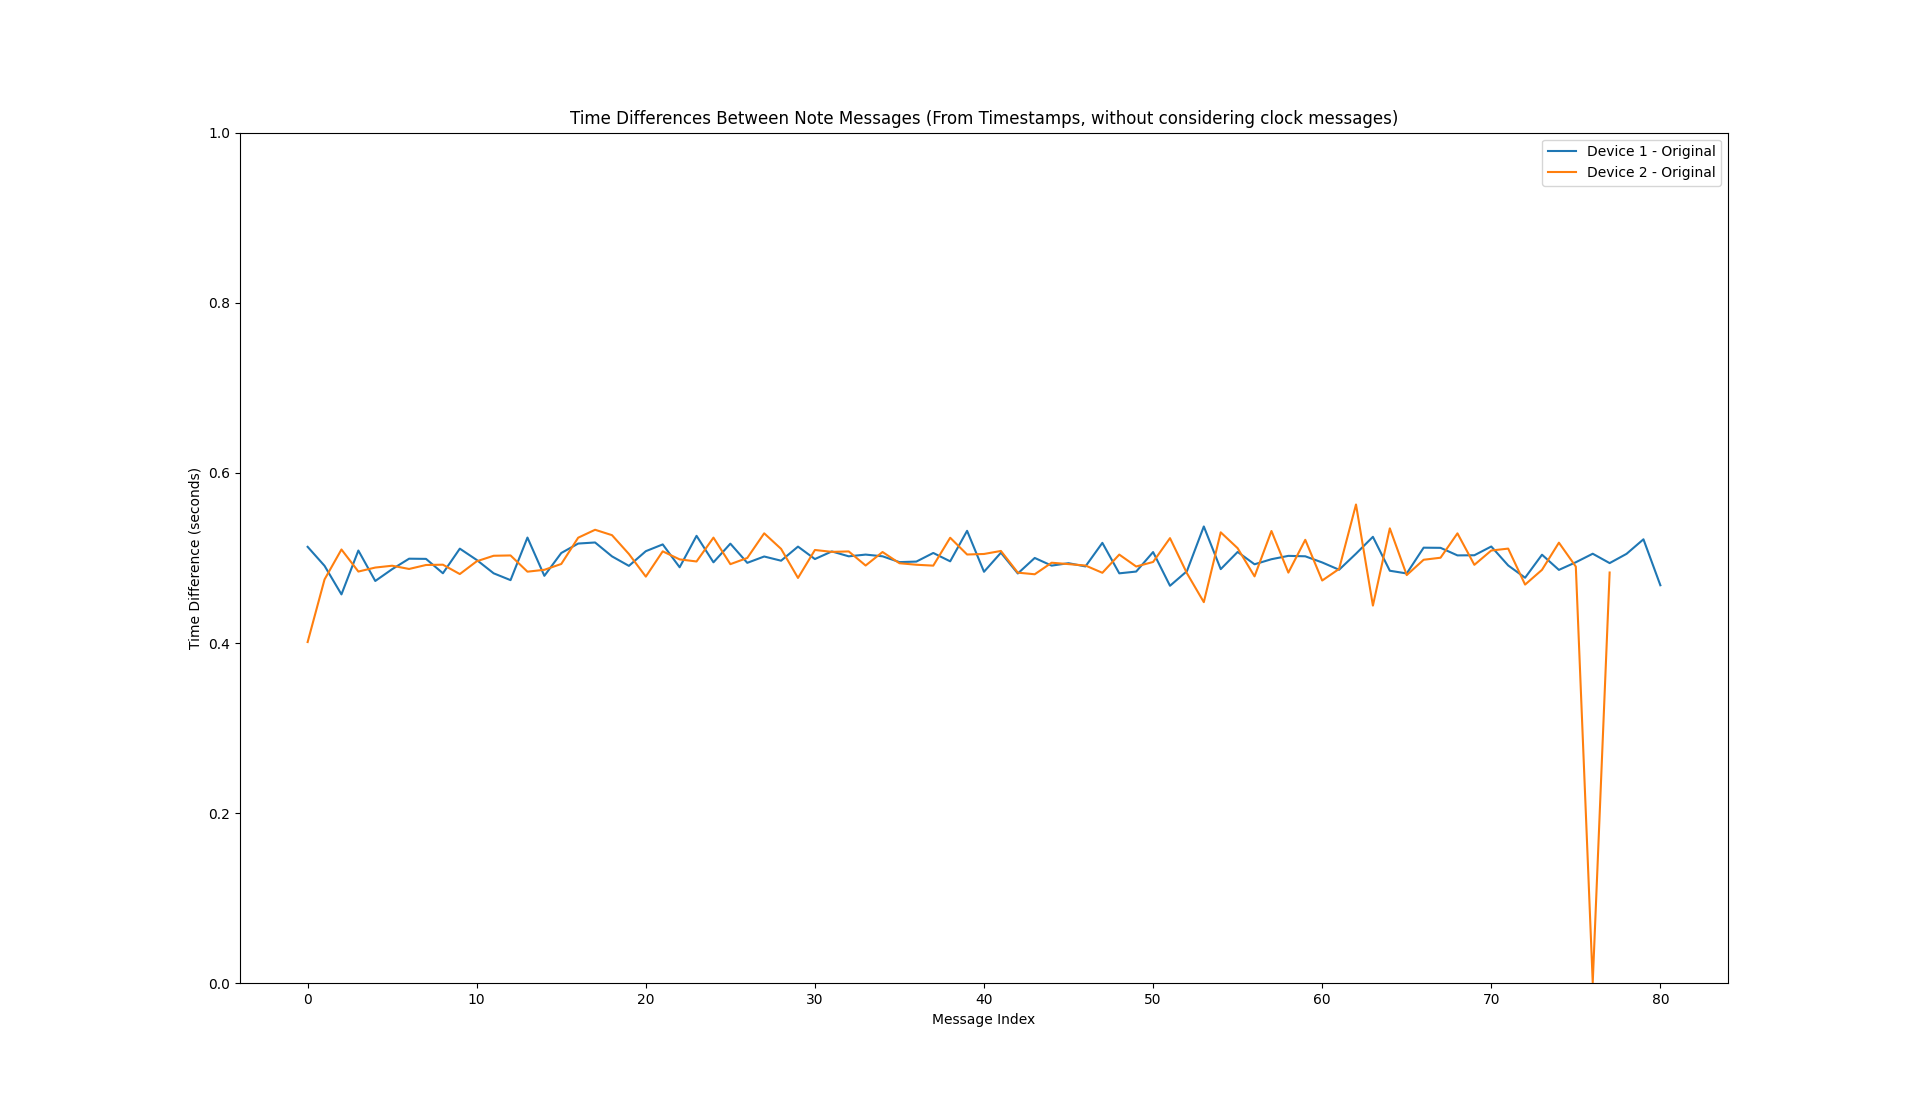 Time Differences Between Note Messages (From Timestamps, without considering clock messages)
Device 1 - Original
Device 2 - Original
Time Difference (seconds)
1.0
0.8
0.6
0.4
0.2
0.0
0 10 20 30 40 50 60 70 80
Message Index